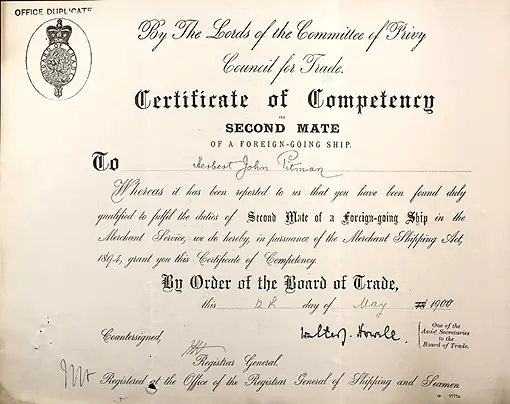 OFFICE DUPLICATE
By The Lords of the Committee of Privy
Council for Trade.
Certificate of Competency
AS
SECOND MATE
OF A FOREIGN-GOING SHIP.
To Herbert John Pitman
Whereas it has been reported to us that you have been found duly
qualified to fulfil the duties of Second Mate of a Foreign-going Ship in the
Merchant Service, we do hereby, in pursuance of the Merchant Shipping Act,
1894, grant you this Certificate of Competency.
By Order of the Board of Trade,
this day of May 1900
Countersigned,
Walter J. Howell.
One of the
Asst. Secretaries
to the
Board of Trade.
Registrar General.
Registered at the Office of the Registrar General of Shipping and Seamen